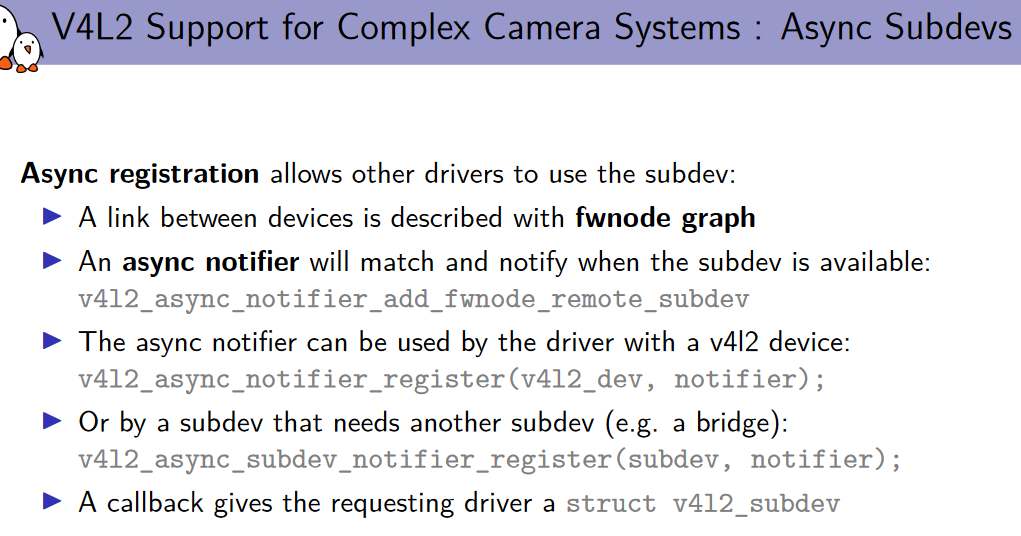 V4L2 Support for Complex Camera Systems : Async Subdevs
Async registration allows other drivers to use the subdev:
A link between devices is described with fwnode graph
An async notifier will match and notify when the subdev is available:
v4l2_async_notifier_add_fwnode_remote_subdev
The async notifier can be used by the driver with a v4l2 device:
v4l2_async_notifier_register(v4l2_dev, notifier);
Or by a subdev that needs another subdev (e.g. a bridge):
v4l2_async_subdev_notifier_register(subdev, notifier);
A callback gives the requesting driver a struct v4l2_subdev